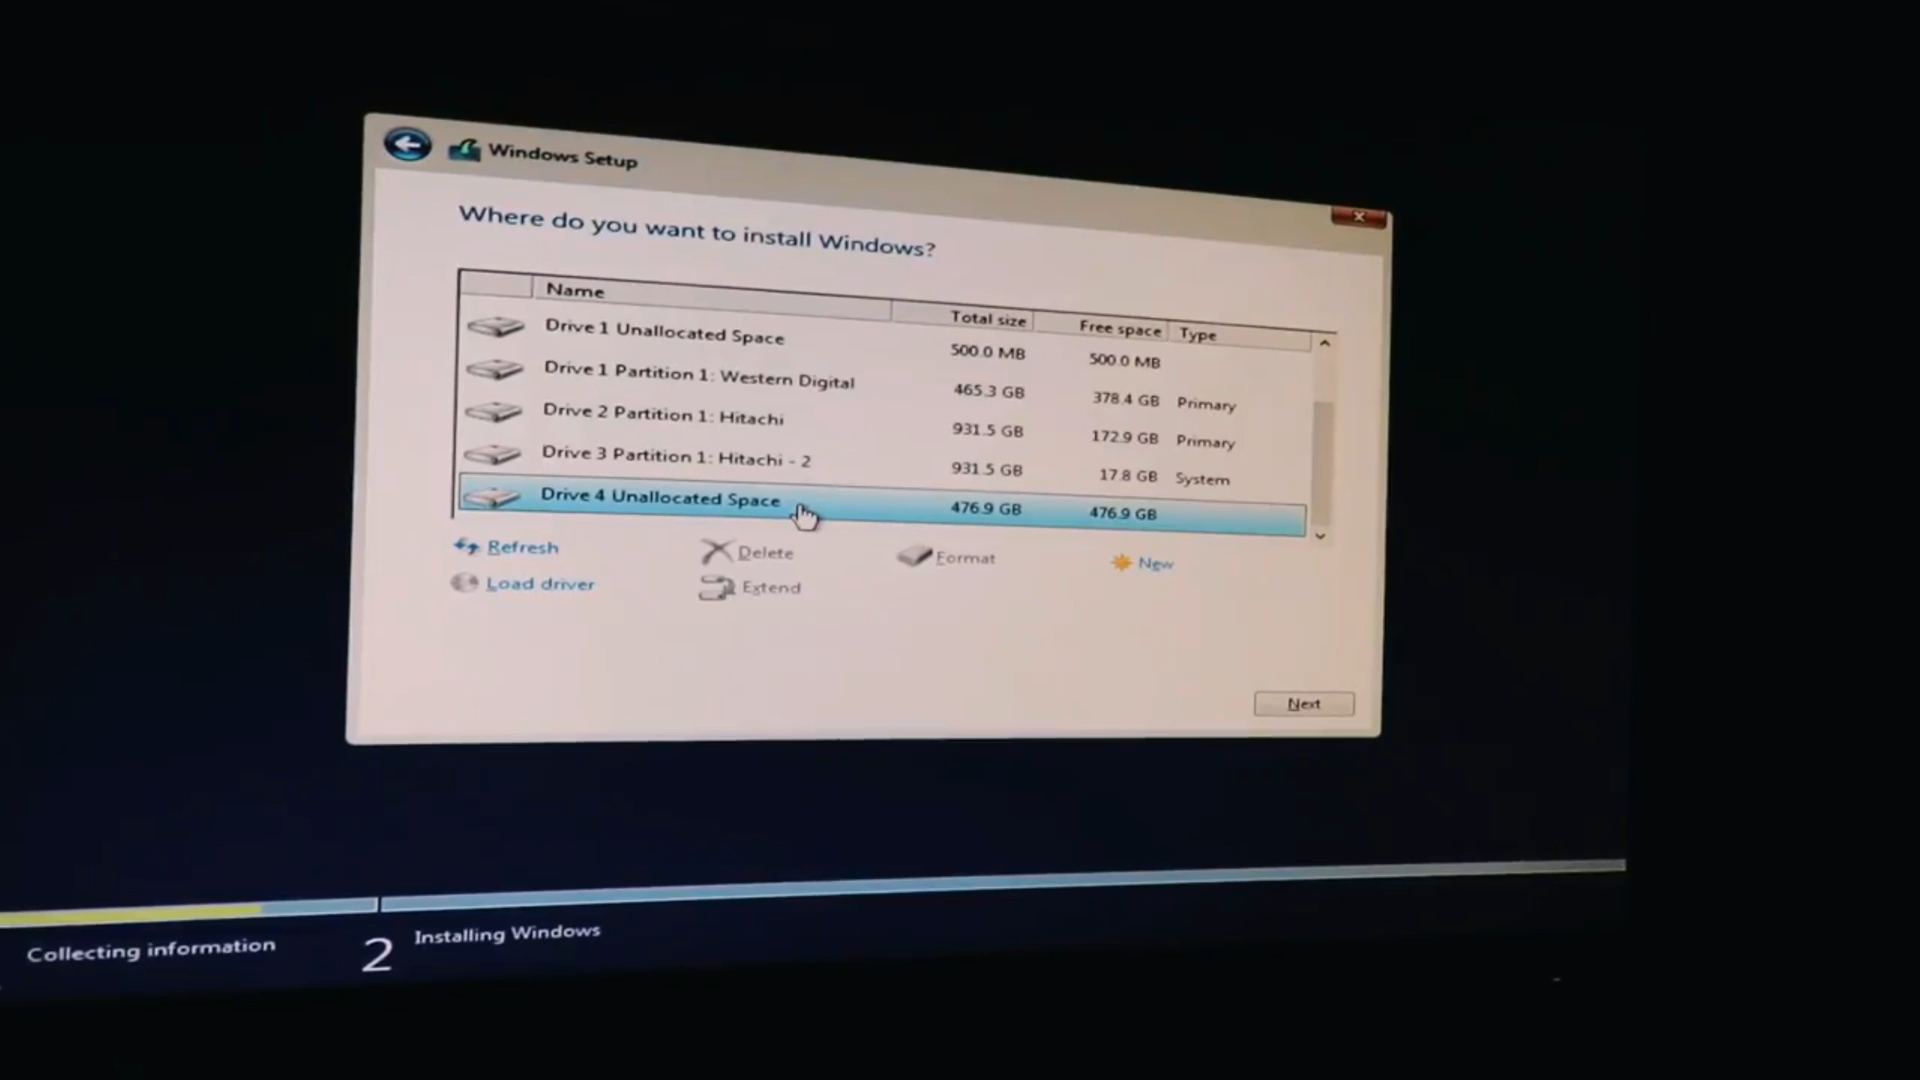 Windows Setup
Where do you want to install Windows?
Name Total size Free space Type
Drive 1 Unallocated Space 500.0 MB 500.0 MB
Drive 1 Partition 1: Western Digital 465.3 GB 378.4 GB Primary
Drive 2 Partition 1: Hitachi 931.5 GB 172.9 GB Primary
Drive 3 Partition 1: Hitachi - 2 931.5 GB 17.8 GB System
Drive 4 Unallocated Space 476.9 GB 476.9 GB
Refresh Delete Format New
Load driver Extend
Next
Collecting information 2 Installing Windows